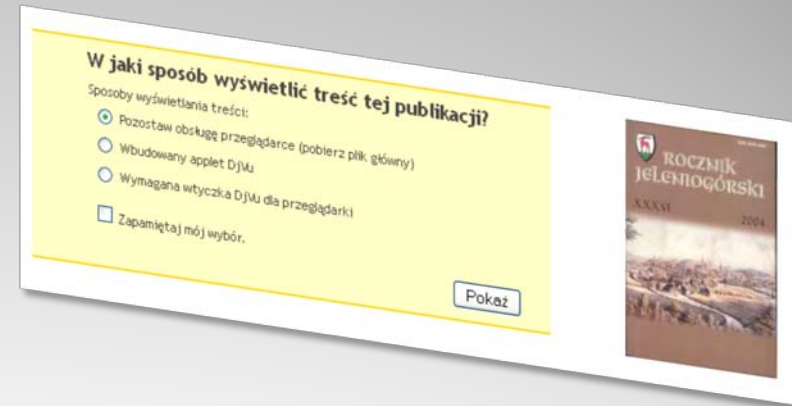 W jaki sposób wyświetlić treść tej publikacji?
Sposoby wyświetlania treści:
Pozostaw obsługę przeglądarce (pobierz plik główny)
Wbudowany applet DjVu
Wymagana wtyczka DjVu dla przeglądarki
Zapamiętaj mój wybór.
Pokaż
ROCZNIK
JELENIOGÓRSKI
XXXVI 2004